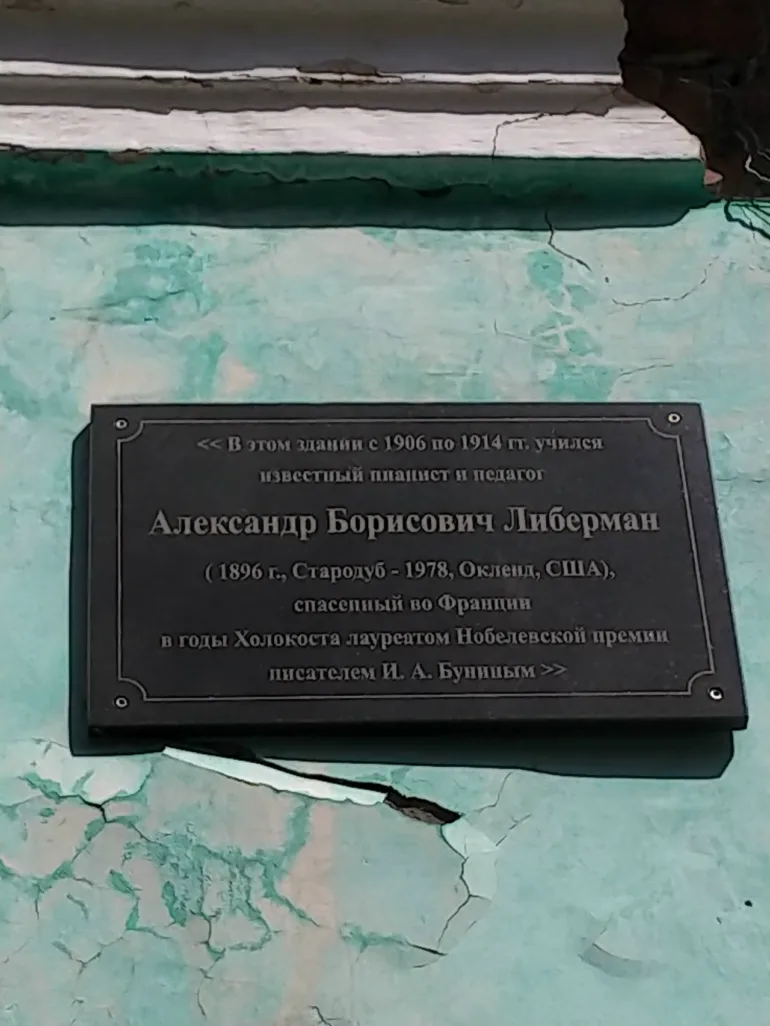 << В этом здании с 1906 по 1914 гг. учился
известный пианист и педагог
Александр Борисович Либерман
( 1896 г., Стародуб - 1978, Окленд, США),
спасенный во Франции
в годы Холокоста лауреатом Нобелевской премии
писателем И. А. Буниным >>